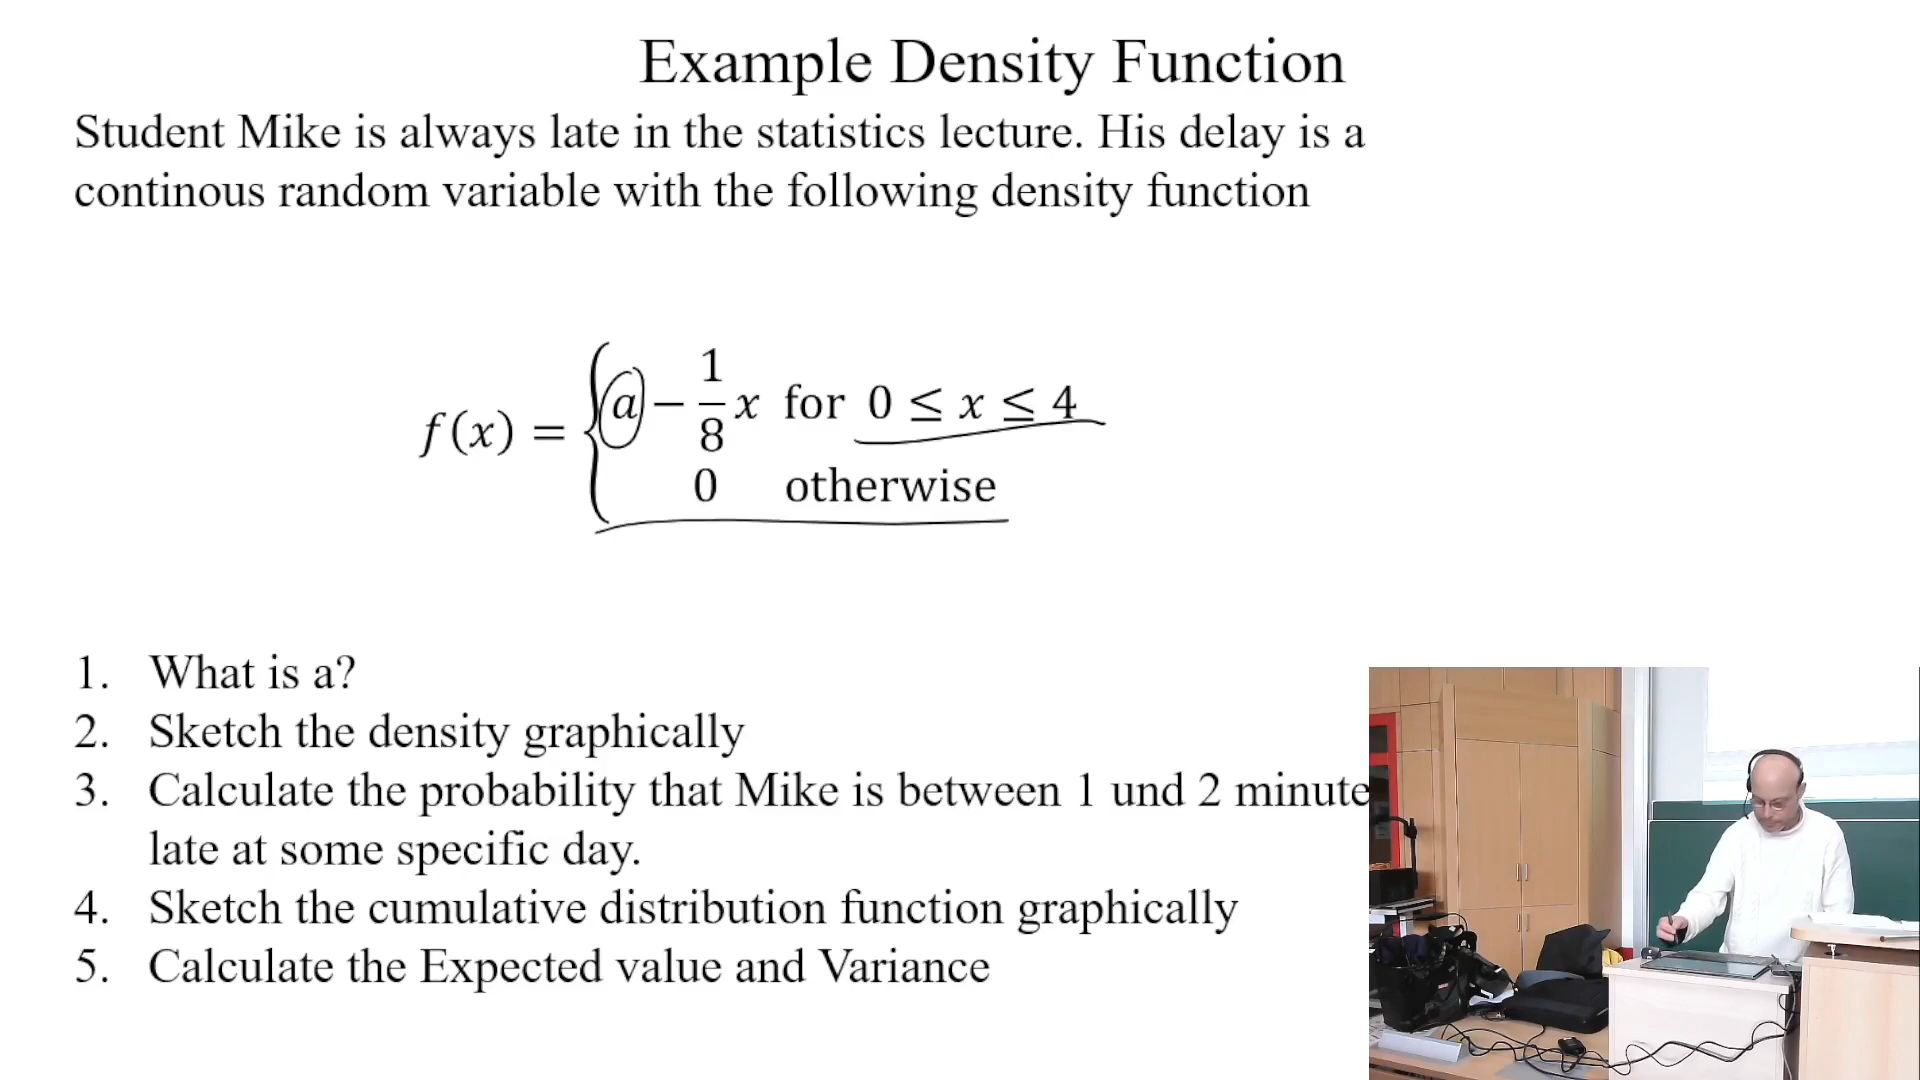 Example Density Function
Student Mike is always late in the statistics lecture. His delay is a
continous random variable with the following density function
f(x) = { a − 1/8 x for 0 ≤ x ≤ 4
0 otherwise
1. What is a?
2. Sketch the density graphically
3. Calculate the probability that Mike is between 1 und 2 minute
late at some specific day.
4. Sketch the cumulative distribution function graphically
5. Calculate the Expected value and Variance